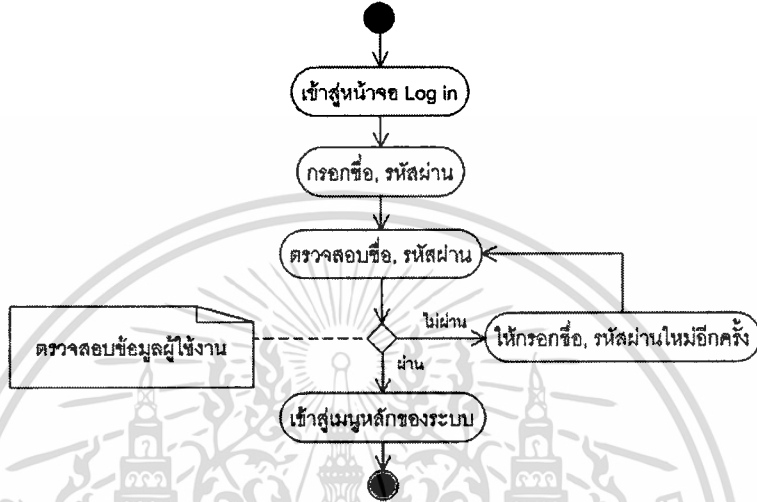 เข้าสู่หน้าจอ Log in
กรอกชื่อ, รหัสผ่าน
ตรวจสอบชื่อ, รหัสผ่าน
ไม่ผ่าน
ให้กรอกชื่อ, รหัสผ่านใหม่อีกครั้ง
ตรวจสอบข้อมูลผู้ใช้งาน
ผ่าน
เข้าสู่เมนูหลักของระบบ